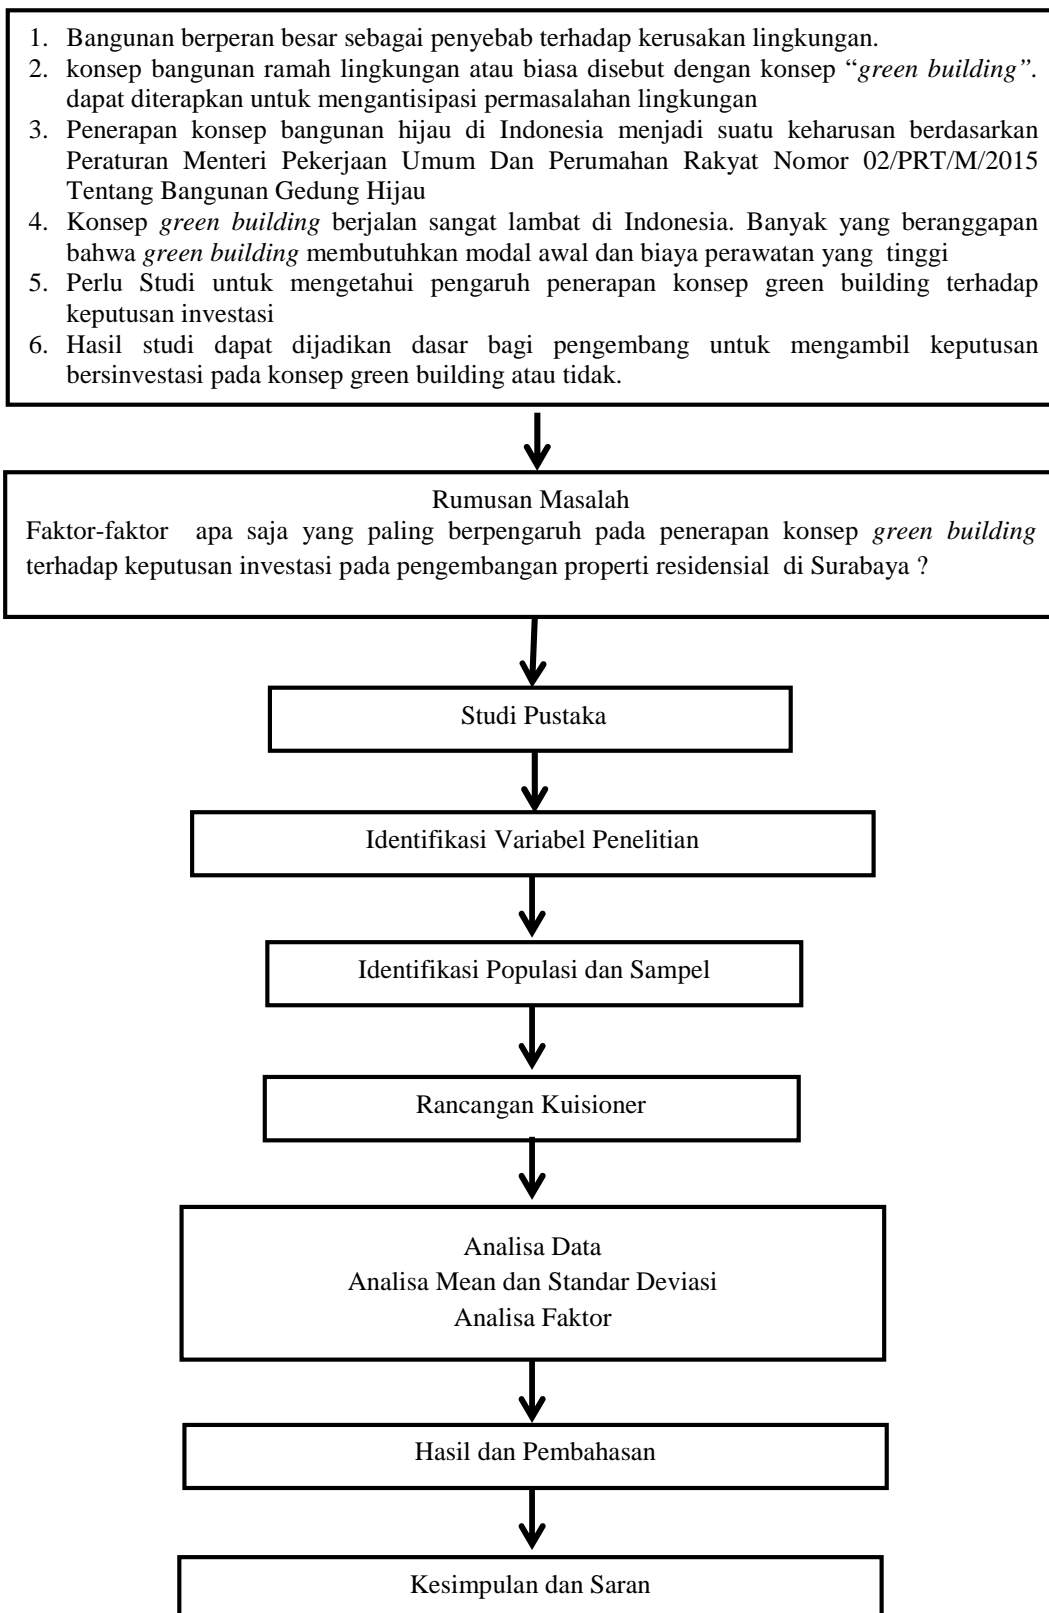 1. Bangunan berperan besar sebagai penyebab terhadap kerusakan lingkungan.
2. konsep bangunan ramah lingkungan atau biasa disebut dengan konsep “green building”.
dapat diterapkan untuk mengantisipasi permasalahan lingkungan
3. Penerapan konsep bangunan hijau di Indonesia menjadi suatu keharusan berdasarkan
Peraturan Menteri Pekerjaan Umum Dan Perumahan Rakyat Nomor 02/PRT/M/2015
Tentang Bangunan Gedung Hijau
4. Konsep green building berjalan sangat lambat di Indonesia. Banyak yang beranggapan
bahwa green building membutuhkan modal awal dan biaya perawatan yang tinggi
5. Perlu Studi untuk mengetahui pengaruh penerapan konsep green building terhadap
keputusan investasi
6. Hasil studi dapat dijadikan dasar bagi pengembang untuk mengambil keputusan
bersinvestasi pada konsep green building atau tidak.
Rumusan Masalah
Faktor-faktor apa saja yang paling berpengaruh pada penerapan konsep green building
terhadap keputusan investasi pada pengembangan properti residensial di Surabaya ?
Studi Pustaka
Identifikasi Variabel Penelitian
Identifikasi Populasi dan Sampel
Rancangan Kuisioner
Analisa Data
Analisa Mean dan Standar Deviasi
Analisa Faktor
Hasil dan Pembahasan
Kesimpulan dan Saran